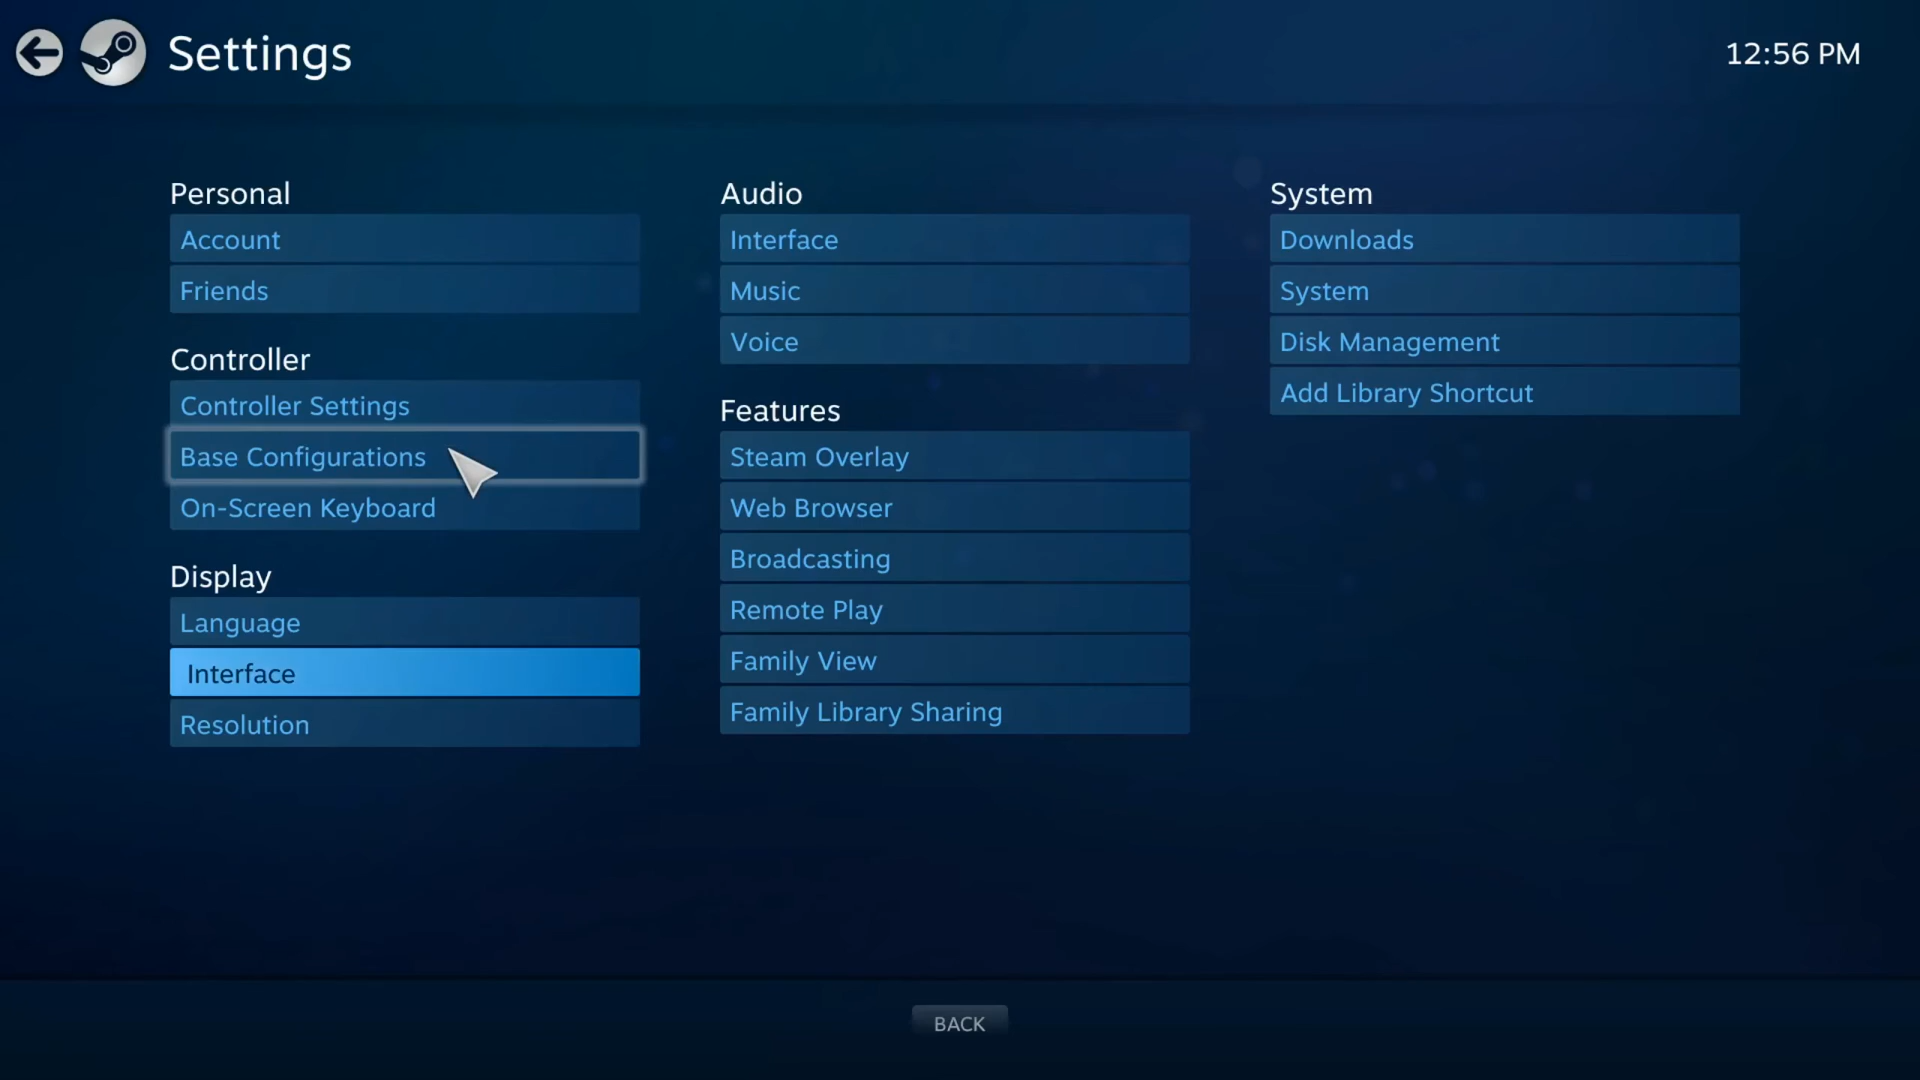 Settings
12:56 PM
Personal
Account
Friends
Controller
Controller Settings
Base Configurations
On-Screen Keyboard
Display
Language
Interface
Resolution
Audio
Interface
Music
Voice
Features
Steam Overlay
Web Browser
Broadcasting
Remote Play
Family View
Family Library Sharing
System
Downloads
System
Disk Management
Add Library Shortcut
BACK